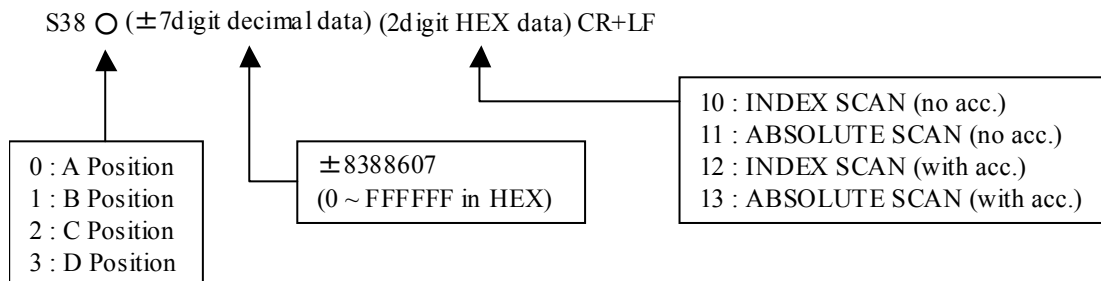 S38 ○ (±7digit decimal data) (2digit HEX data) CR+LF
0 : A Position
1 : B Position
2 : C Position
3 : D Position
±8388607
(0 ~ FFFFFF in HEX)
10 : INDEX SCAN (no acc.)
11 : ABSOLUTE SCAN (no acc.)
12 : INDEX SCAN (with acc.)
13 : ABSOLUTE SCAN (with acc.)